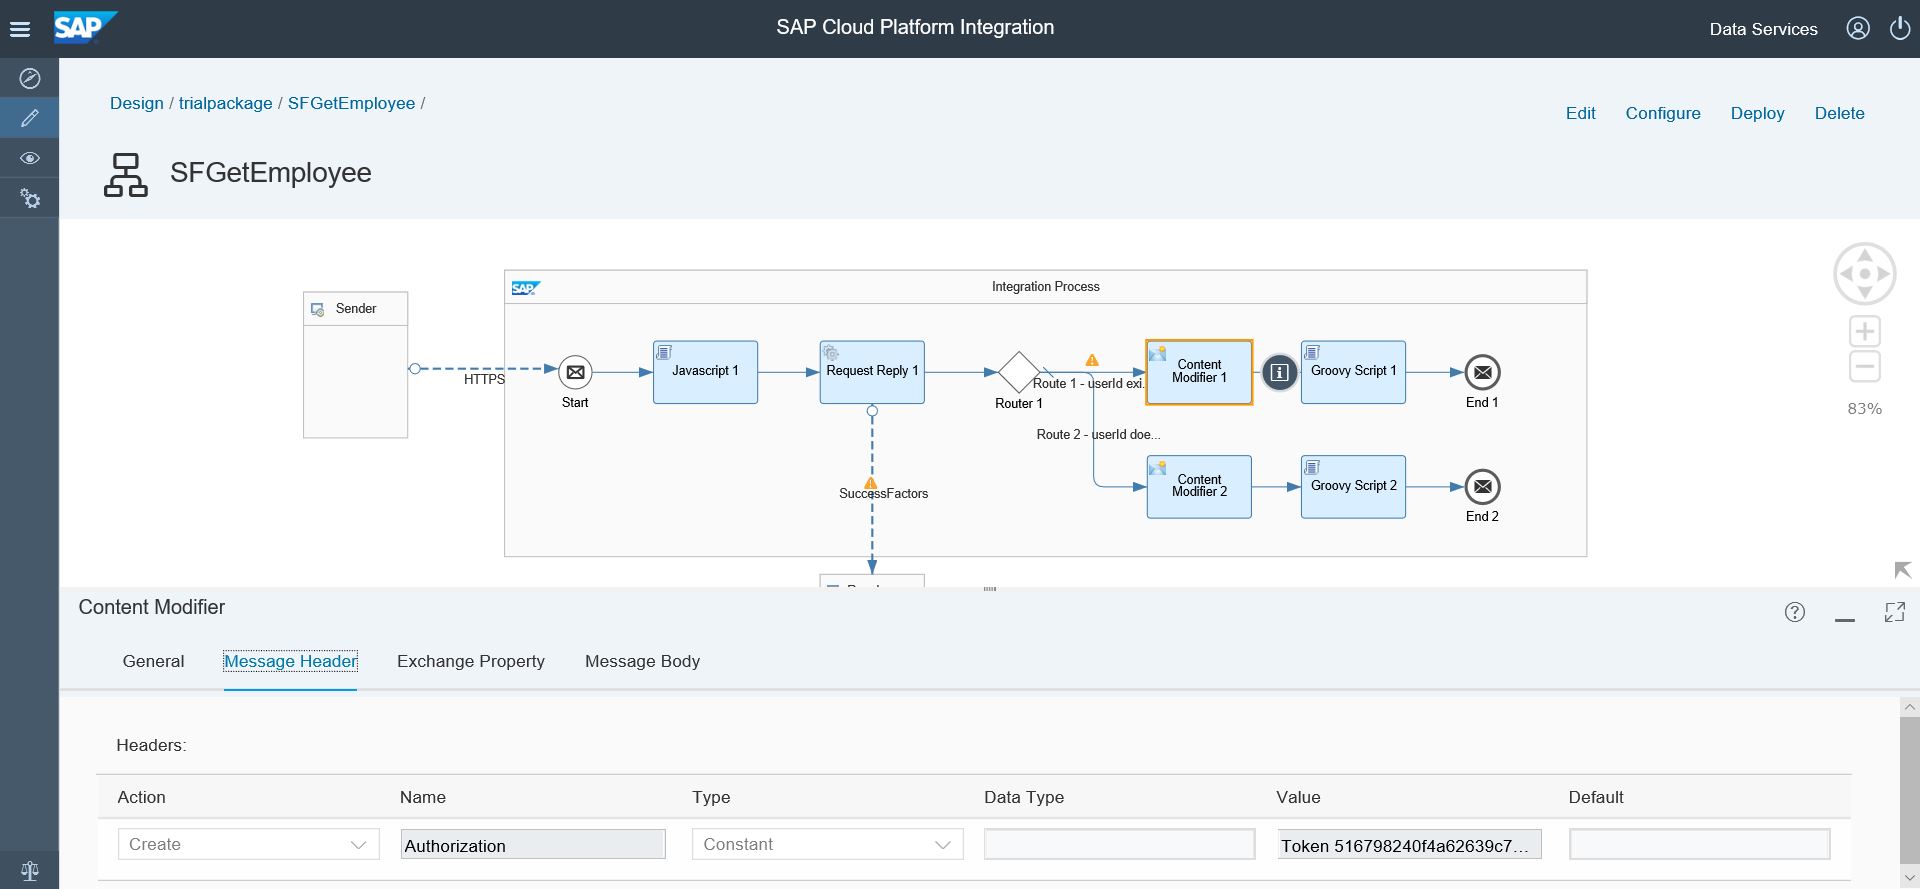 SAP
SAP Cloud Platform Integration
Data Services
Design / trialpackage / SFGetEmployee /
Edit
Configure
Deploy
Delete
SFGetEmployee
SAP
Integration Process
Sender
HTTPS
Start
Javascript 1
Request Reply 1
Router 1
Route 1 - userId exi...
Content
Modifier 1
Groovy Script 1
End 1
Route 2 - userId doe...
Content
Modifier 2
Groovy Script 2
End 2
SuccessFactors
83%
Content Modifier
General
Message Header
Exchange Property
Message Body
Headers:
Action
Name
Type
Data Type
Value
Default
Create
Authorization
Constant
Token 516798240f4a62639c7...